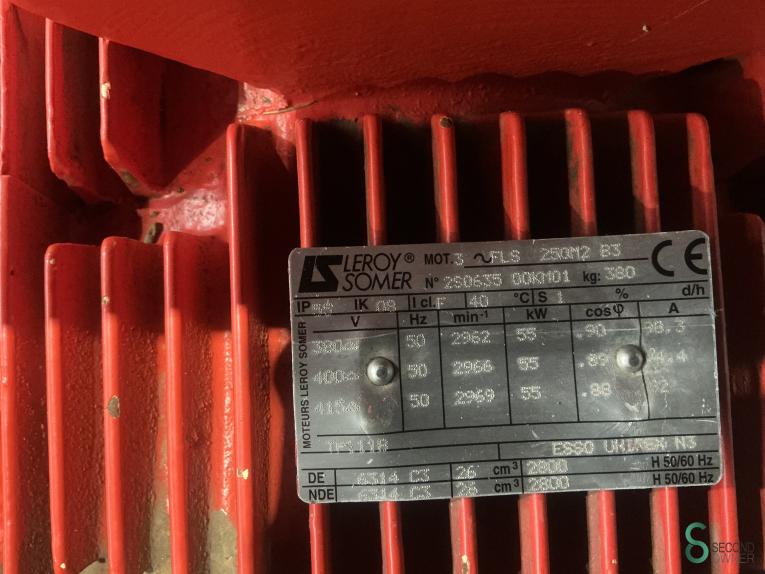 LEROY® SOMER
MOT. 3 ~ FLS 250M2 B3
N° 2S0635 00KM01 kg: 380
CE
IP IK 08 I cl. F 40 °C S 1 % d/h
MOTEURS LEROY SOMER
V Hz min-1 kW cosφ A
380 50 2962 55 .90 98.3
400 50 2966 55 .89
415 50 2969 55 .88
ESSO N3
DE 6314 C3 26 cm3 2800 H 50/60 Hz
NDE 6314 C3 26 cm3 2800 H 50/60 Hz
SECOND
OWNER